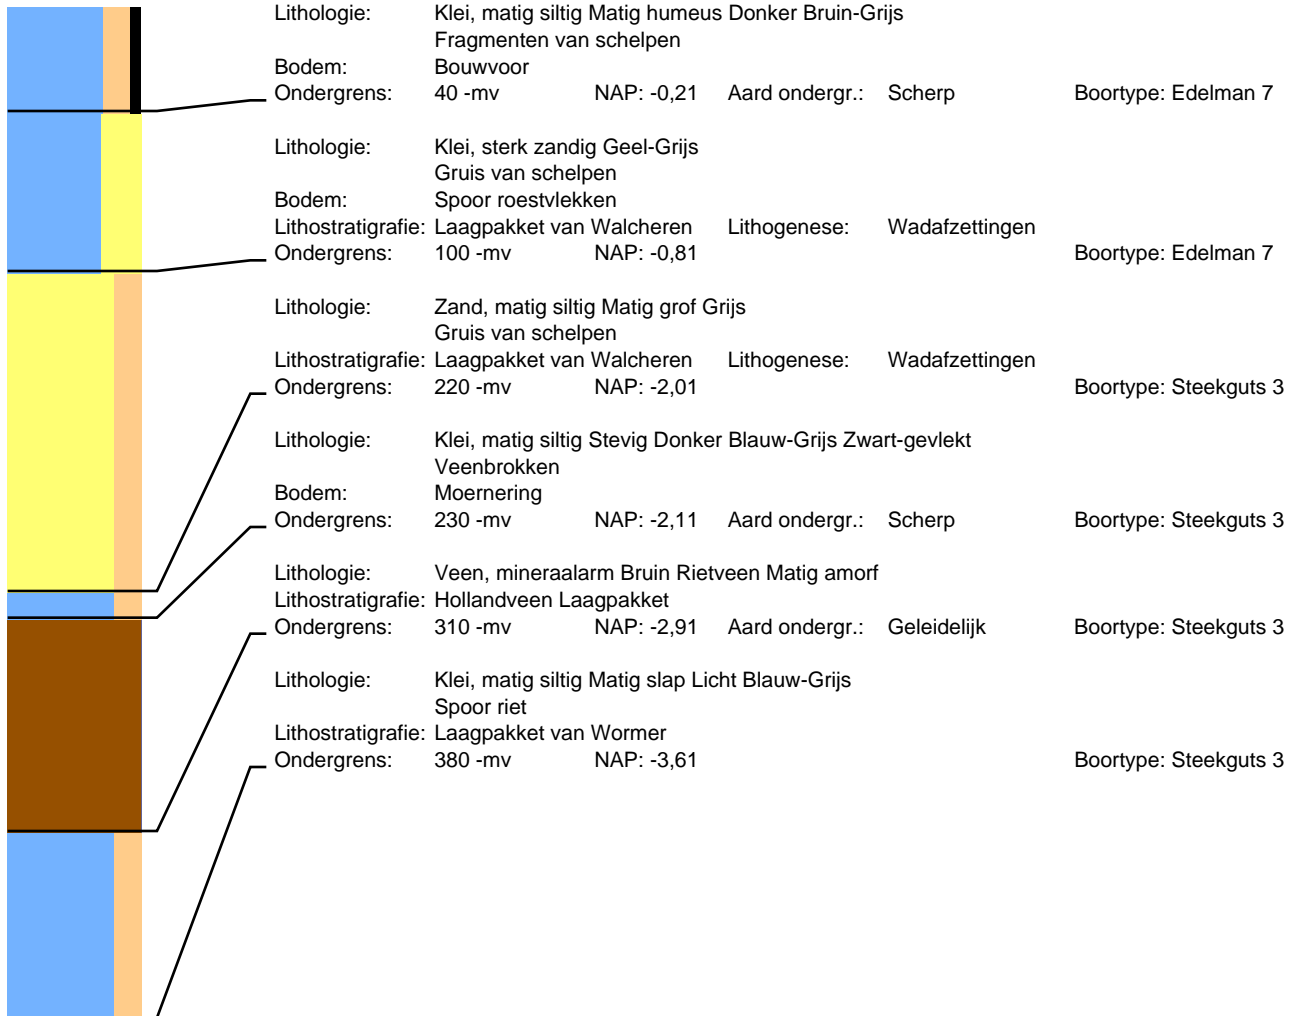 Lithologie: Klei, matig siltig Matig humeus Donker Bruin-Grijs
Fragmenten van schelpen
Bodem: Bouwvoor
Ondergrens: 40 -mv NAP: -0,21 Aard ondergr.: Scherp Boortype: Edelman 7
Lithologie: Klei, sterk zandig Geel-Grijs
Gruis van schelpen
Bodem: Spoor roestvlekken
Lithostratigrafie: Laagpakket van Walcheren Lithogenese: Wadafzettingen
Ondergrens: 100 -mv NAP: -0,81 Boortype: Edelman 7
Lithologie: Zand, matig siltig Matig grof Grijs
Gruis van schelpen
Lithostratigrafie: Laagpakket van Walcheren Lithogenese: Wadafzettingen
Ondergrens: 220 -mv NAP: -2,01 Boortype: Steekguts 3
Lithologie: Klei, matig siltig Stevig Donker Blauw-Grijs Zwart-gevlekt
Veenbrokken
Bodem: Moernering
Ondergrens: 230 -mv NAP: -2,11 Aard ondergr.: Scherp Boortype: Steekguts 3
Lithologie: Veen, mineraalarm Bruin Rietveen Matig amorf
Lithostratigrafie: Hollandveen Laagpakket
Ondergrens: 310 -mv NAP: -2,91 Aard ondergr.: Geleidelijk Boortype: Steekguts 3
Lithologie: Klei, matig siltig Matig slap Licht Blauw-Grijs
Spoor riet
Lithostratigrafie: Laagpakket van Wormer
Ondergrens: 380 -mv NAP: -3,61 Boortype: Steekguts 3